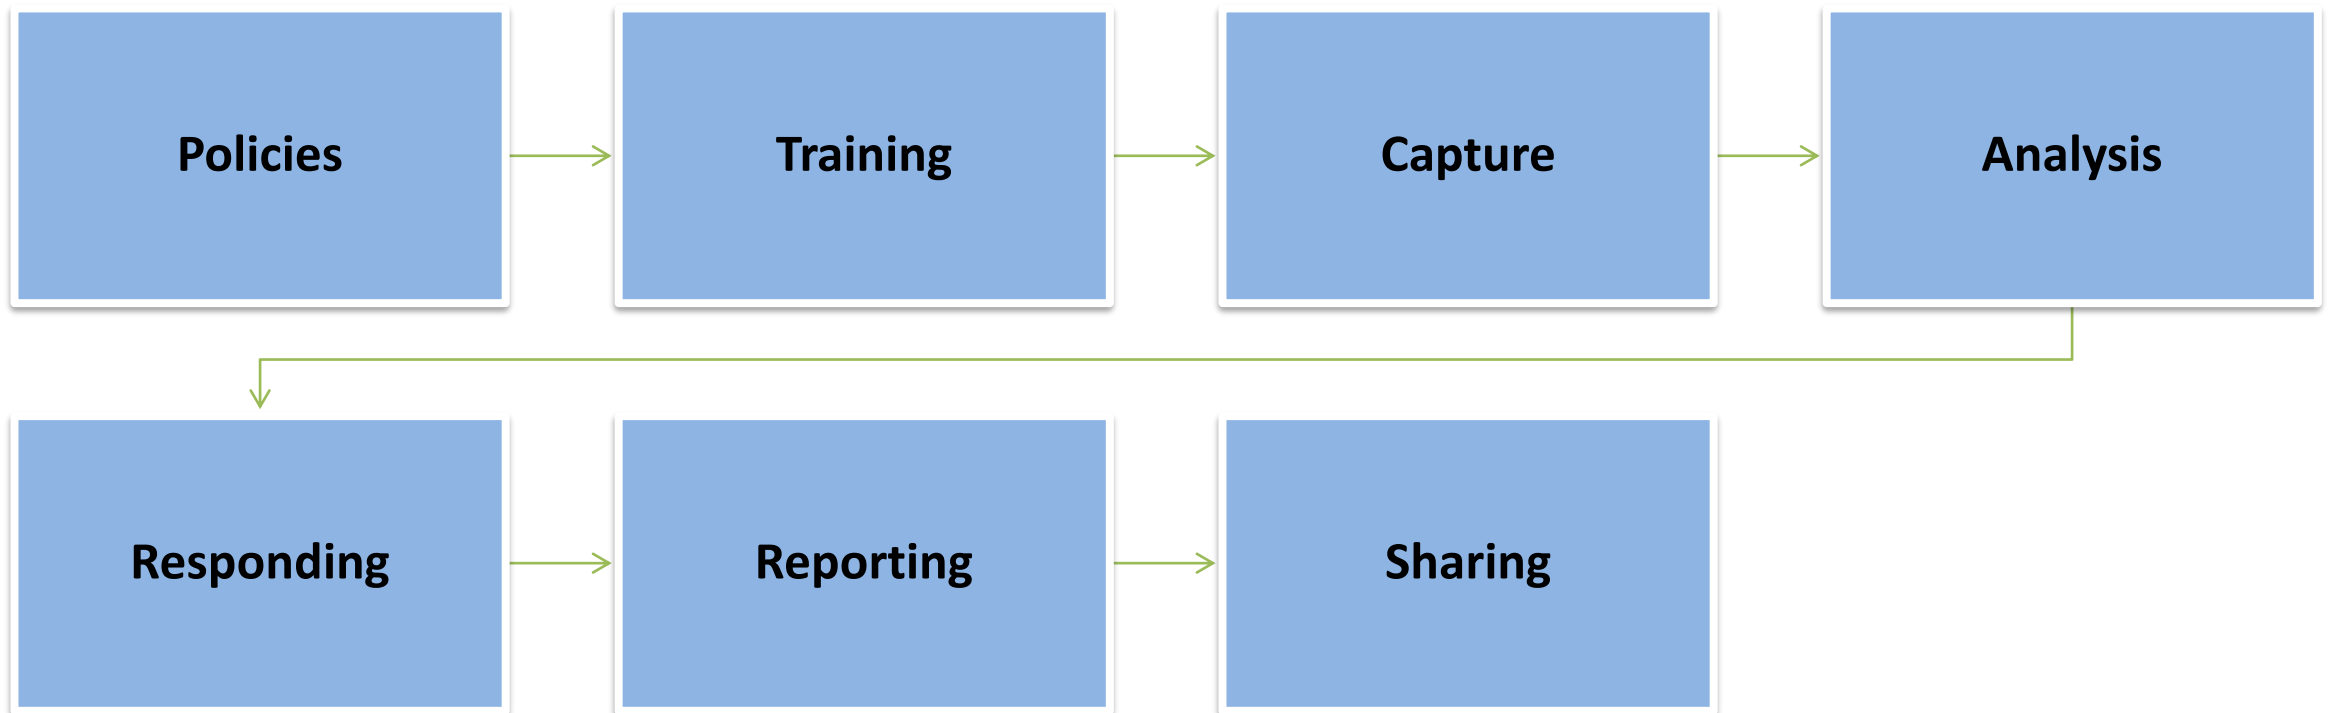 Policies
Training
Capture
Analysis
Responding
Reporting
Sharing